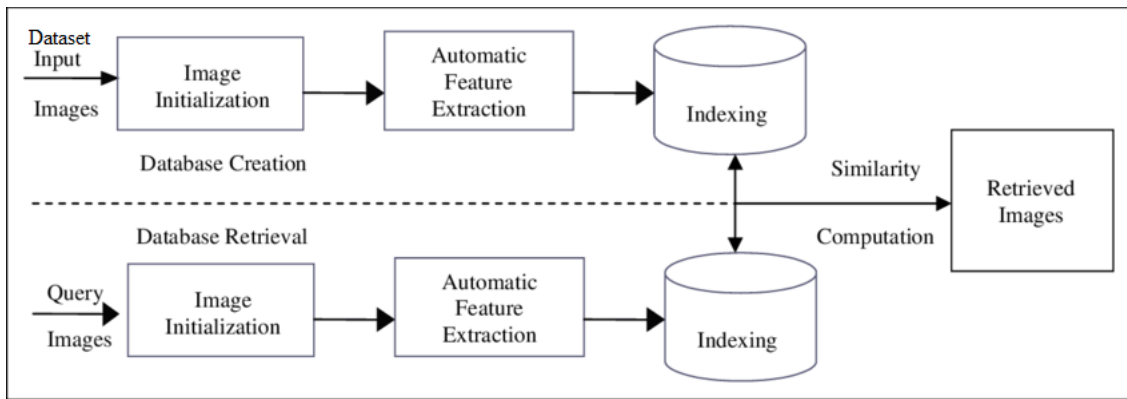 Dataset
Input
Images
Image
Initialization
Automatic
Feature
Extraction
Indexing
Database Creation
Similarity
Computation
Retrieved
Images
Database Retrieval
Query
Images
Image
Initialization
Automatic
Feature
Extraction
Indexing